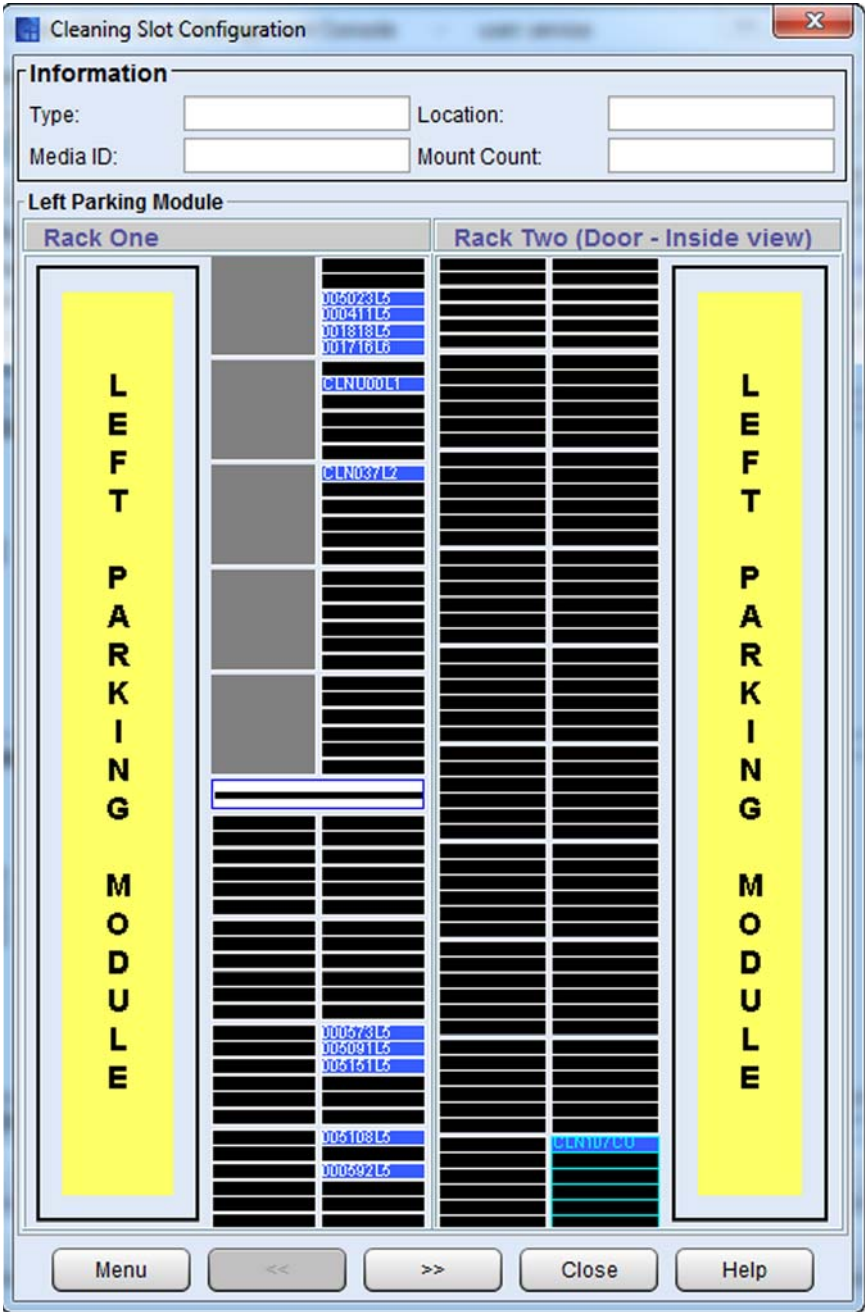 Cleaning Slot Configuration
Information
Type:
Location:
Media ID:
Mount Count:
Left Parking Module
Rack One
Rack Two (Door - Inside view)
LEFT PARKING MODULE
005023L5
000411L5
001818L5
001716L6
CLNU00L1
CLN037L2
000573L5
005091L5
005151L5
005108L5
000592L5
CLN107CU
LEFT PARKING MODULE
Menu
<<
>>
Close
Help